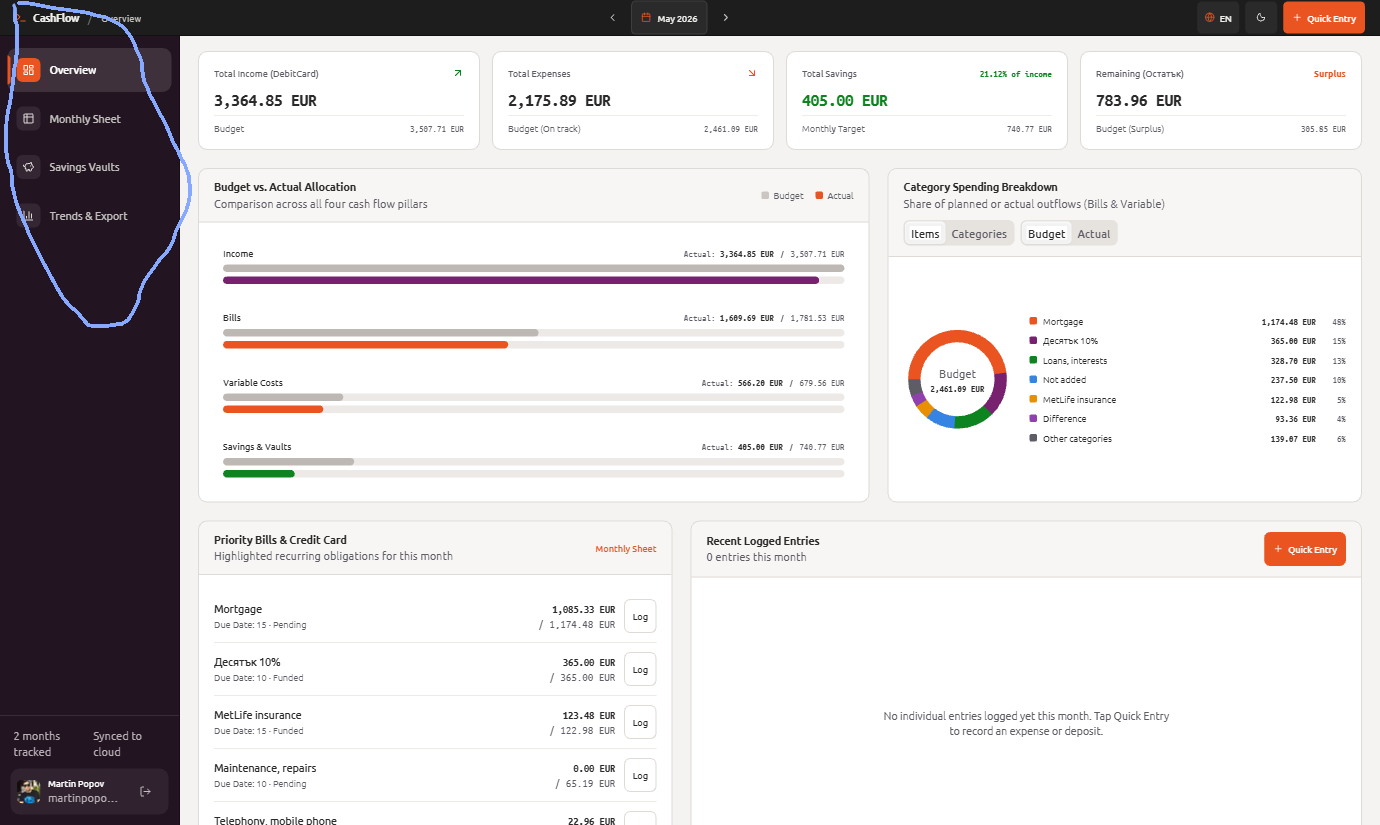 CashFlow / Overview
May 2026
EN
+ Quick Entry
Overview
Monthly Sheet
Savings Vaults
Trends & Export
2 months tracked
Synced to cloud
Martin Popov
martinpopo...
Total Income (DebitCard)
3,364.85 EUR
Budget 3,507.71 EUR
Total Expenses
2,175.89 EUR
Budget (On track) 2,461.09 EUR
Total Savings 21.12% of income
405.00 EUR
Monthly Target 740.77 EUR
Remaining (Остатък) Surplus
783.96 EUR
Budget (Surplus) 305.85 EUR
Budget vs. Actual Allocation
Comparison across all four cash flow pillars
Budget Actual
Income Actual: 3,364.85 EUR / 3,507.71 EUR
Bills Actual: 1,609.69 EUR / 1,781.53 EUR
Variable Costs Actual: 566.20 EUR / 679.56 EUR
Savings & Vaults Actual: 405.00 EUR / 740.77 EUR
Category Spending Breakdown
Share of planned or actual outflows (Bills & Variable)
Items Categories Budget Actual
Budget
2,461.09 EUR
Mortgage 1,174.48 EUR 48%
Десятък 10% 365.00 EUR 15%
Loans, interests 328.70 EUR 13%
Not added 237.50 EUR 10%
MetLife insurance 122.98 EUR 5%
Difference 93.36 EUR 4%
Other categories 139.07 EUR 6%
Priority Bills & Credit Card
Highlighted recurring obligations for this month
Monthly Sheet
Mortgage 1,085.33 EUR
Due Date: 15 · Pending / 1,174.48 EUR
Log
Десятък 10% 365.00 EUR
Due Date: 10 · Funded / 365.00 EUR
Log
MetLife insurance 123.48 EUR
Due Date: 15 · Funded / 122.98 EUR
Log
Maintenance, repairs 0.00 EUR
Due Date: 10 · Pending / 65.19 EUR
Log
Telephony, mobile phone 22.96 EUR
Recent Logged Entries
0 entries this month
+ Quick Entry
No individual entries logged yet this month. Tap Quick Entry
to record an expense or deposit.